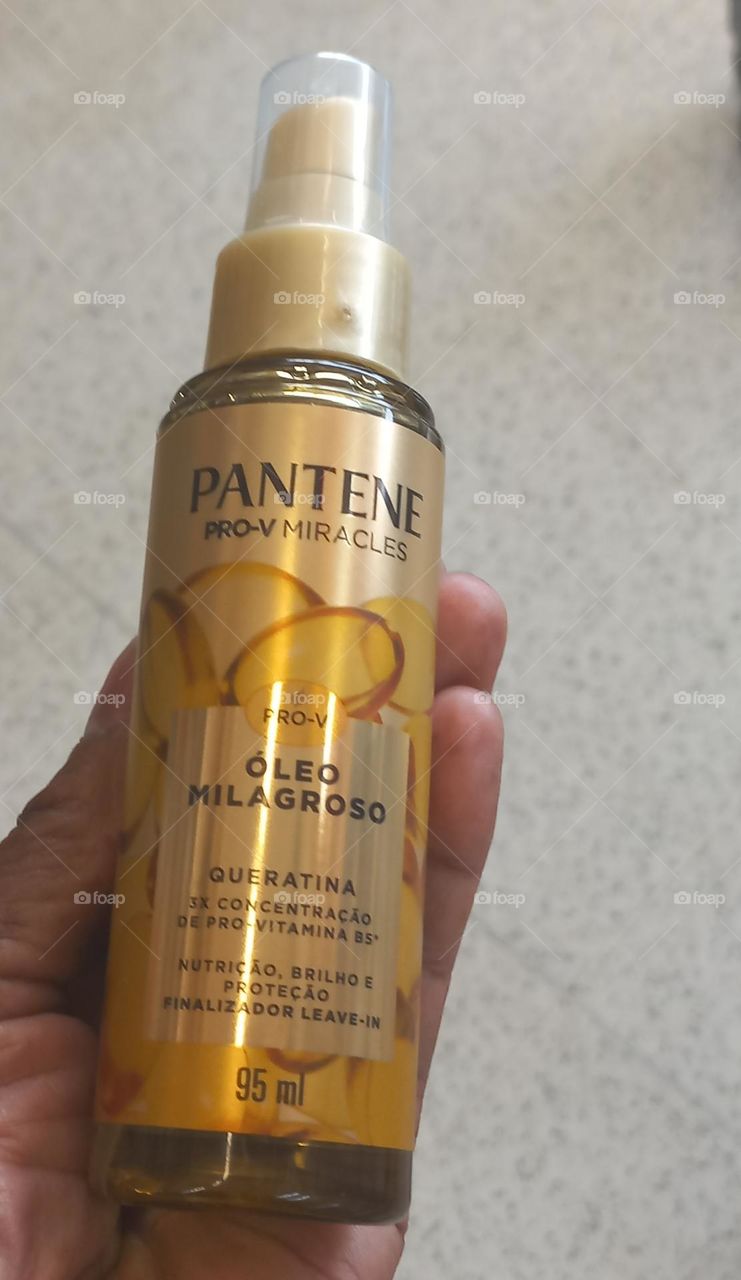 PANTENE
PRO-V MIRACLES
PRO-V
ÓLEO
MILAGROSO
QUERATINA
3X CONCENTRAÇÃO
DE PRO-VITAMINA B5*
NUTRIÇÃO, BRILHO E
PROTEÇÃO
FINALIZADOR LEAVE-IN
95 ml
foap